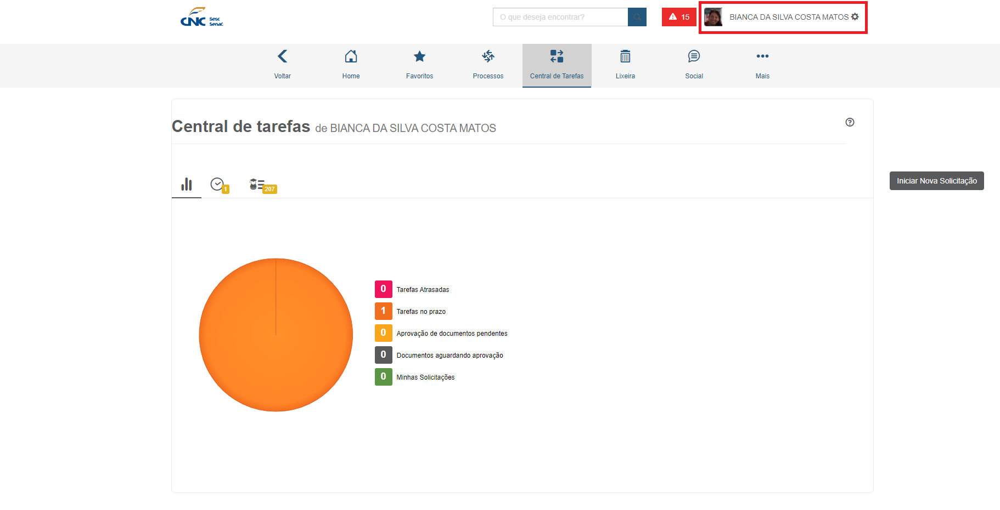 CNC Sesc Senac
O que deseja encontrar?
15
BIANCA DA SILVA COSTA MATOS
Voltar
Home
Favoritos
Processos
Central de Tarefas
Lixeira
Social
Mais
Central de tarefas de BIANCA DA SILVA COSTA MATOS
1
207
Iniciar Nova Solicitação
0 Tarefas Atrasadas
1 Tarefas no prazo
0 Aprovação de documentos pendentes
0 Documentos aguardando aprovação
0 Minhas Solicitações